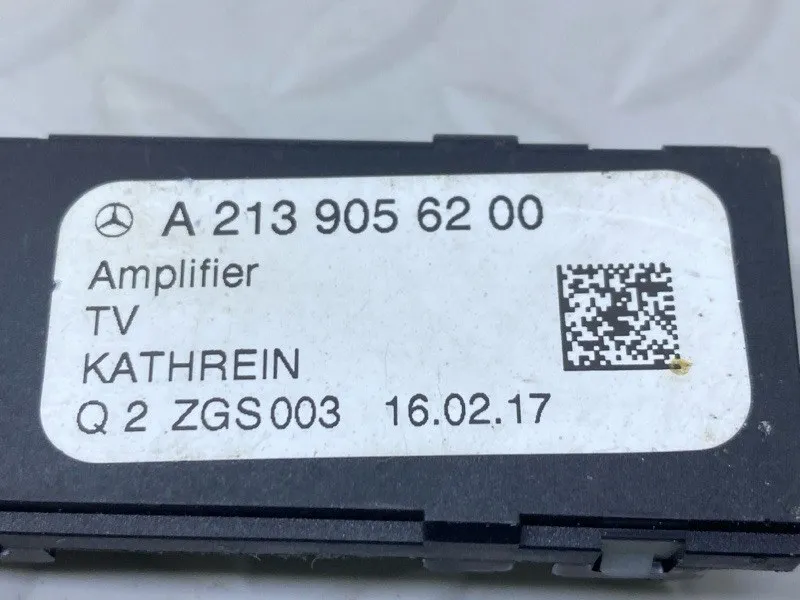 A 213 905 62 00
Amplifier
TV
KATHREIN
Q 2 ZGS003 16.02.17